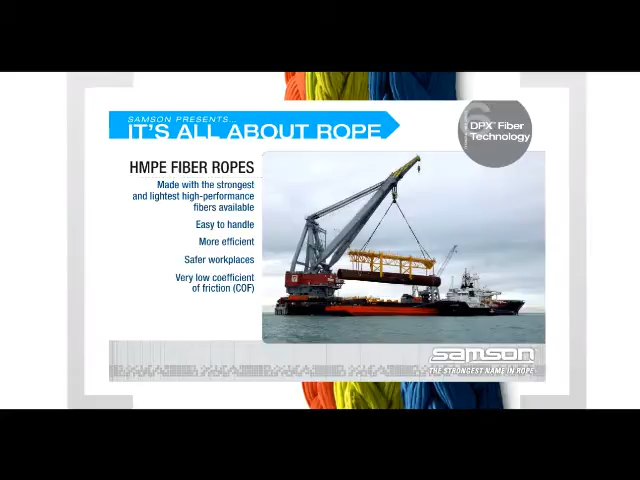 SAMSON PRESENTS...
IT'S ALL ABOUT ROPE
6
DPX™ Fiber
Technology
HMPE FIBER ROPES
Made with the strongest
and lightest high-performance
fibers available
Easy to handle
More efficient
Safer workplaces
Very low coefficient
of friction (COF)
samson
THE STRONGEST NAME IN ROPE